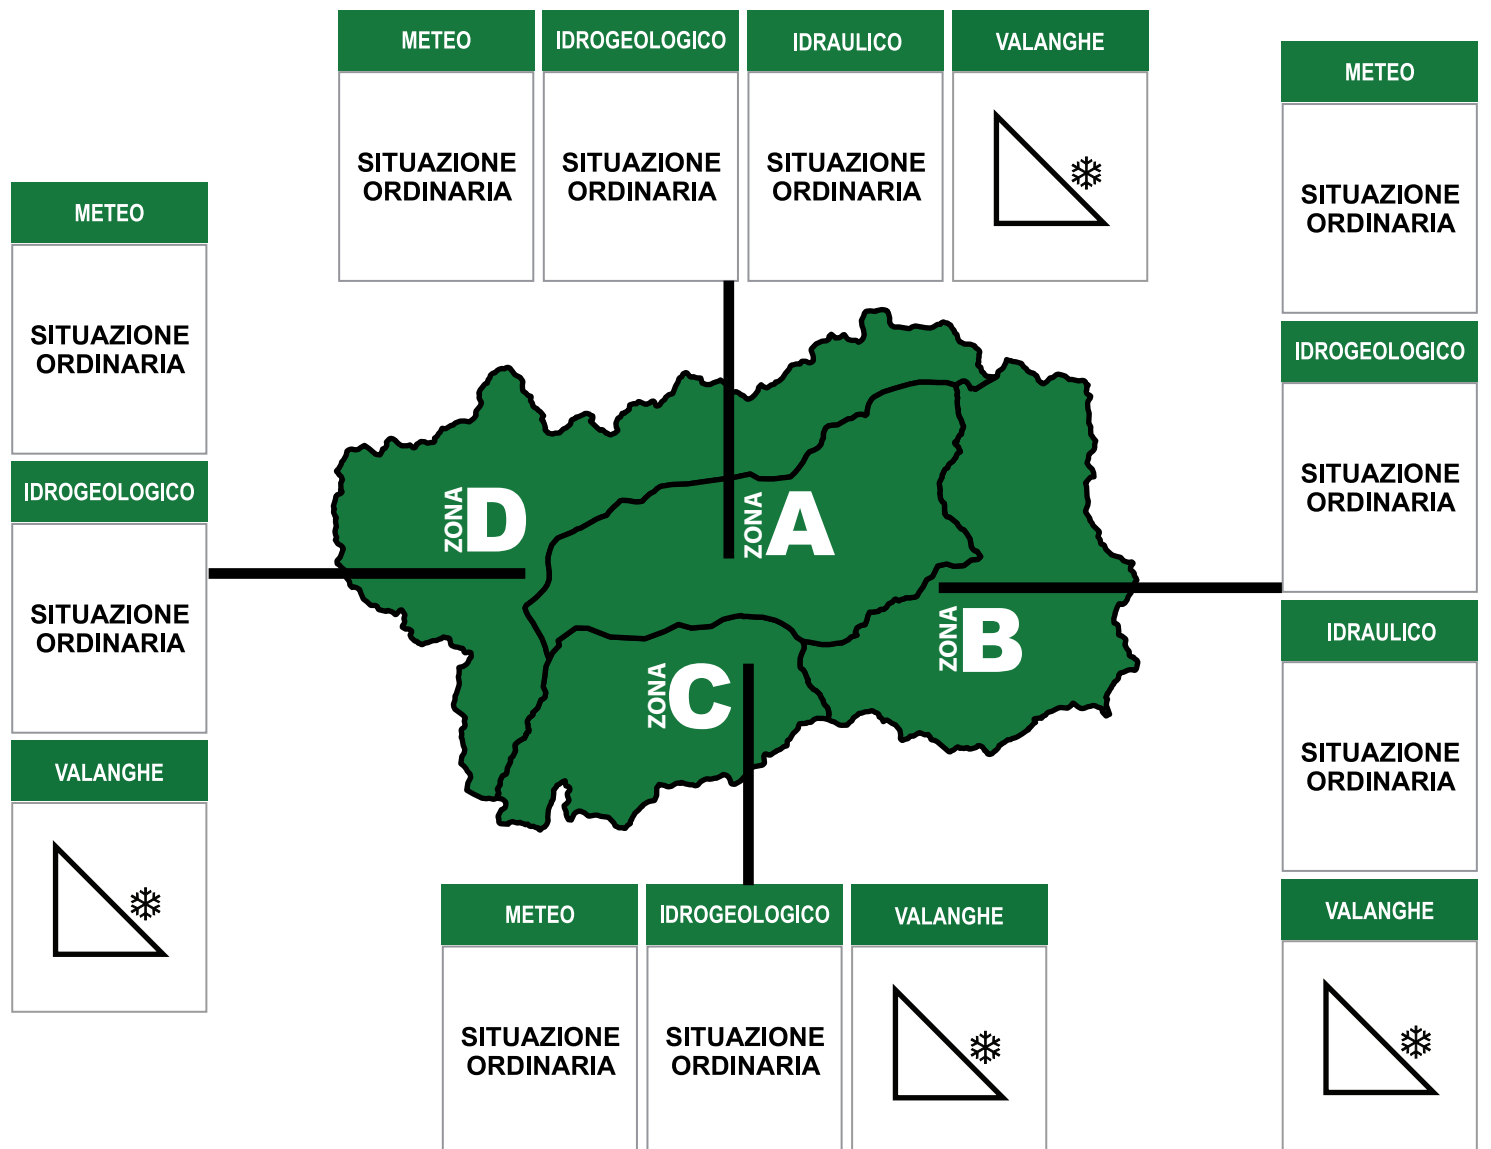 METEO
IDROGEOLOGICO
IDRAULICO
VALANGHE
SITUAZIONE
ORDINARIA
SITUAZIONE
ORDINARIA
SITUAZIONE
ORDINARIA
METEO
SITUAZIONE
ORDINARIA
IDROGEOLOGICO
SITUAZIONE
ORDINARIA
VALANGHE
ZONA D
ZONA A
ZONA B
ZONA C
METEO
SITUAZIONE
ORDINARIA
IDROGEOLOGICO
SITUAZIONE
ORDINARIA
IDRAULICO
SITUAZIONE
ORDINARIA
VALANGHE
METEO
IDROGEOLOGICO
VALANGHE
SITUAZIONE
ORDINARIA
SITUAZIONE
ORDINARIA